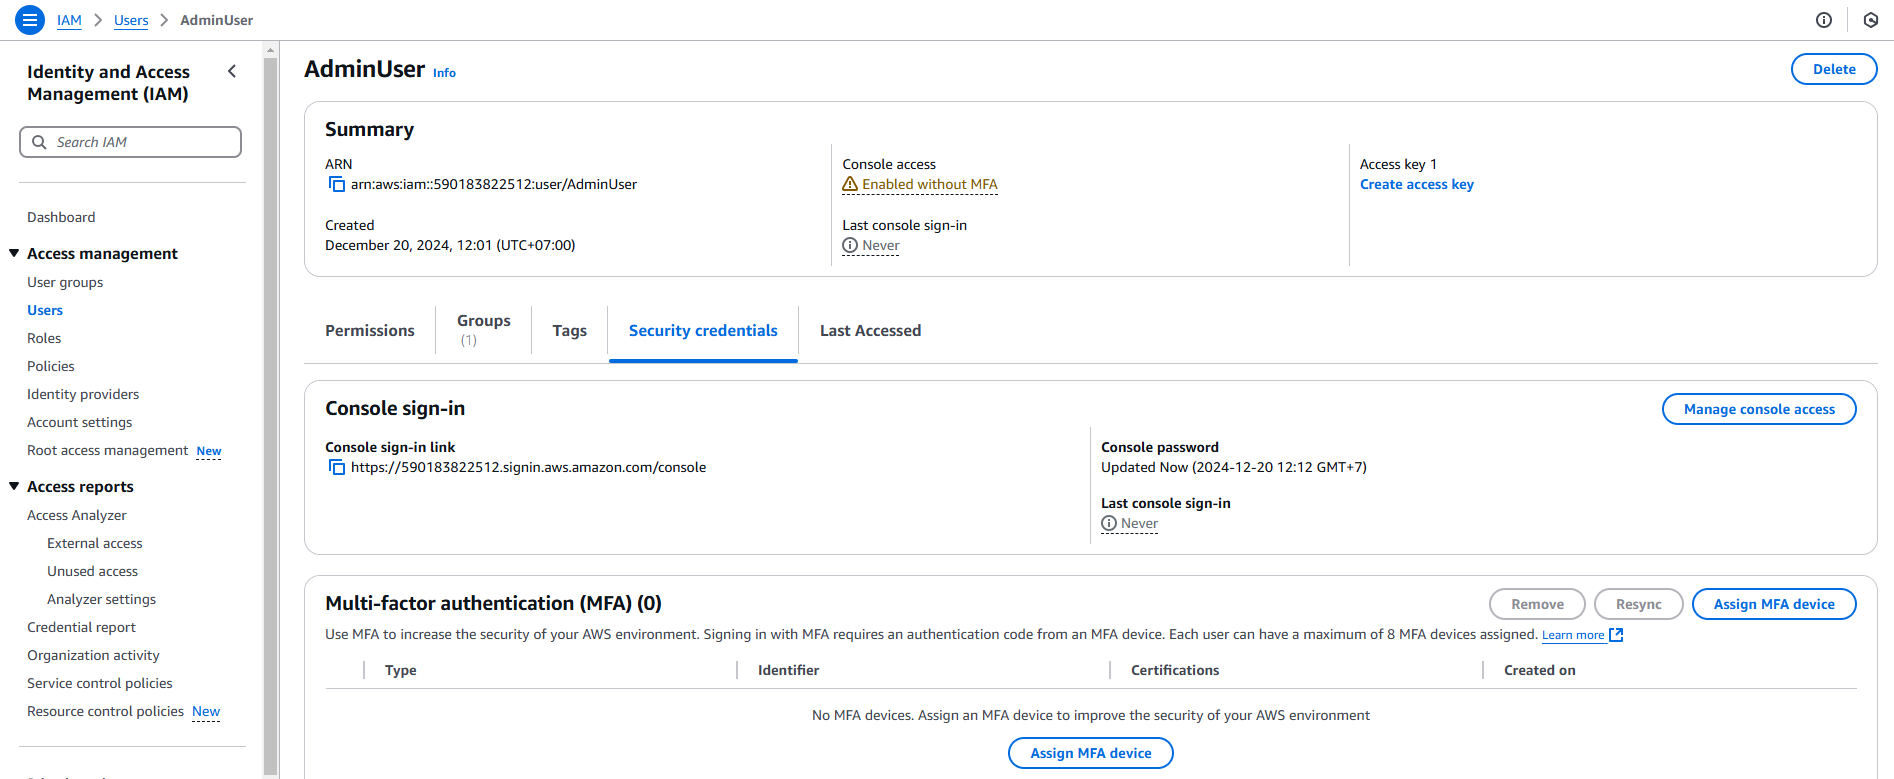 IAM > Users > AdminUser
Identity and Access
Management (IAM)
Search IAM
Dashboard
Access management
User groups
Users
Roles
Policies
Identity providers
Account settings
Root access management New
Access reports
Access Analyzer
External access
Unused access
Analyzer settings
Credential report
Organization activity
Service control policies
Resource control policies New
AdminUser Info
Delete
Summary
ARN
arn:aws:iam::590183822512:user/AdminUser
Created
December 20, 2024, 12:01 (UTC+07:00)
Console access
Enabled without MFA
Last console sign-in
Never
Access key 1
Create access key
Permissions
Groups
(1)
Tags
Security credentials
Last Accessed
Console sign-in
Manage console access
Console sign-in link
https://590183822512.signin.aws.amazon.com/console
Console password
Updated Now (2024-12-20 12:12 GMT+7)
Last console sign-in
Never
Multi-factor authentication (MFA) (0)
Remove
Resync
Assign MFA device
Use MFA to increase the security of your AWS environment. Signing in with MFA requires an authentication code from an MFA device. Each user can have a maximum of 8 MFA devices assigned. Learn more
Type
Identifier
Certifications
Created on
No MFA devices. Assign an MFA device to improve the security of your AWS environment
Assign MFA device